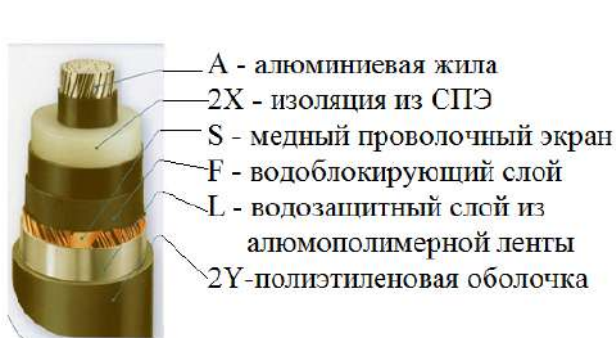 А - алюминиевая жила
2X - изоляция из СПЭ
S - медный проволочный экран
F - водоблокирующий слой
L - водозащитный слой из
алюмополимерной ленты
2Y-полиэтиленовая оболочка